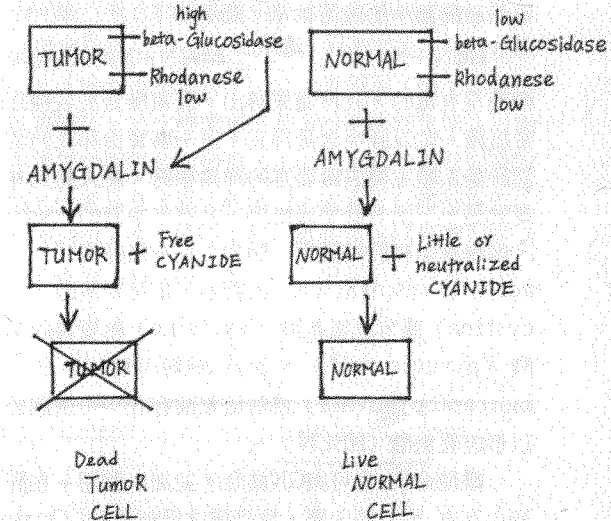 high
beta-Glucosidase
TUMOR
Rhodanese
low
+
AMYGDALIN
TUMOR + Free
CYANIDE
TUMOR
Dead
TumoR
CELL
low
beta-Glucosidase
NORMAL
Rhodanese
low
+
AMYGDALIN
NORMAL + Little or
neutralized
CYANIDE
NORMAL
Live
NORMAL
CELL